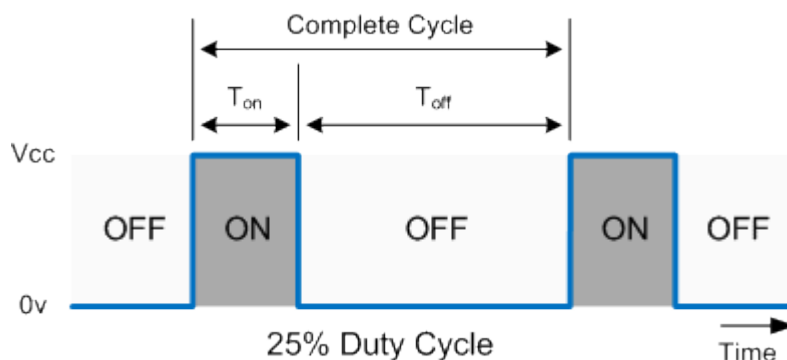 Complete Cycle
Ton Toff
Vcc
OFF ON OFF ON OFF
0v
25% Duty Cycle
Time